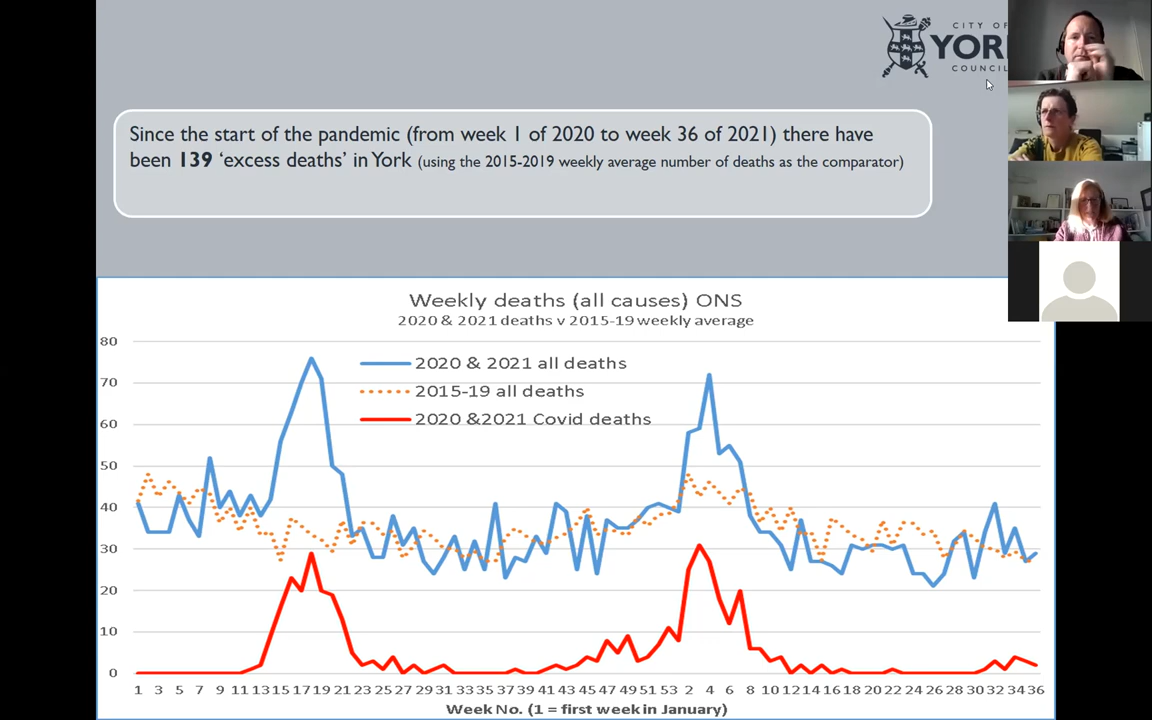 CITY OF
YOR
COUNCIL
Since the start of the pandemic (from week 1 of 2020 to week 36 of 2021) there have
been 139 ‘excess deaths’ in York (using the 2015-2019 weekly average number of deaths as the comparator)
Weekly deaths (all causes) ONS
2020 & 2021 deaths v 2015-19 weekly average
80
70
60
50
40
30
20
10
0
2020 & 2021 all deaths
2015-19 all deaths
2020 &2021 Covid deaths
1 3 5 7 9 11 13 15 17 19 21 23 25 27 29 31 33 35 37 39 41 43 45 47 49 51 53 2 4 6 8 10 12 14 16 18 20 22 24 26 28 30 32 34 36
Week No. (1 = first week in January)